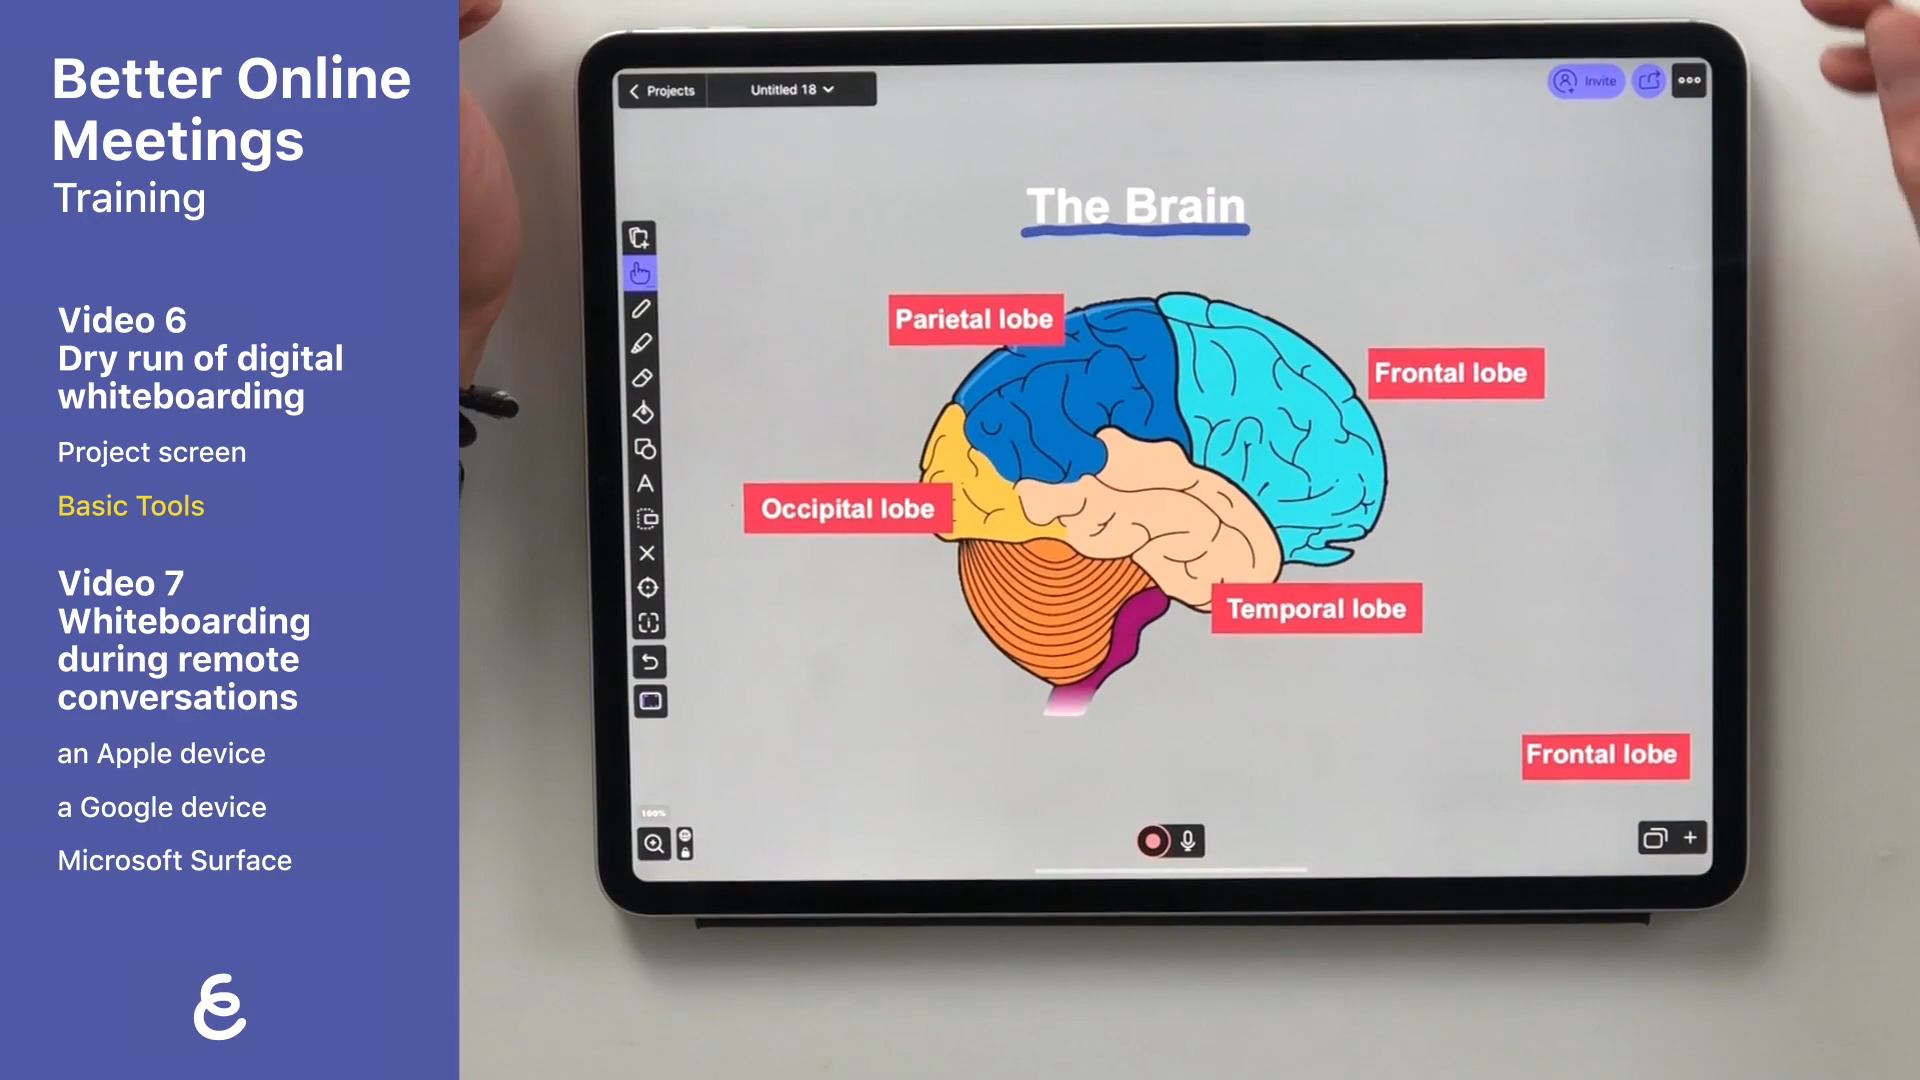 Better Online
Meetings
Training
Video 6
Dry run of digital
whiteboarding
Project screen
Basic Tools
Video 7
Whiteboarding
during remote
conversations
an Apple device
a Google device
Microsoft Surface
Projects
Untitled 18
Invite
The Brain
Parietal lobe
Frontal lobe
Occipital lobe
Temporal lobe
Frontal lobe
100%